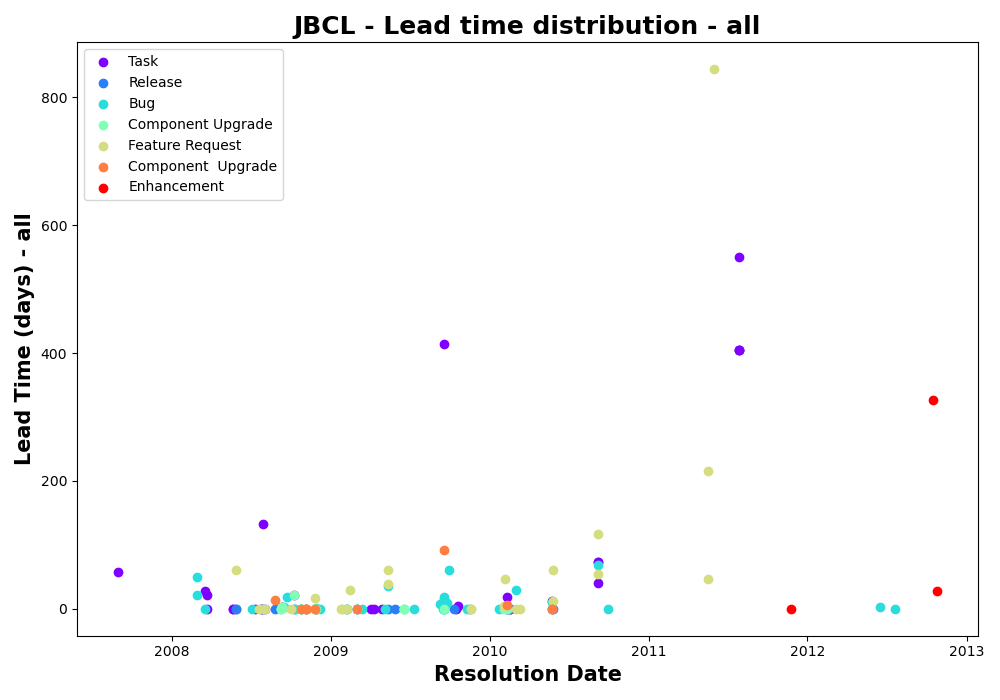 JBCL - Lead time distribution - all
Task
Release
Bug
Component Upgrade
Feature Request
Component  Upgrade
Enhancement
Lead Time (days) - all
800
600
400
200
0
2008
2009
2010
2011
2012
2013
Resolution Date